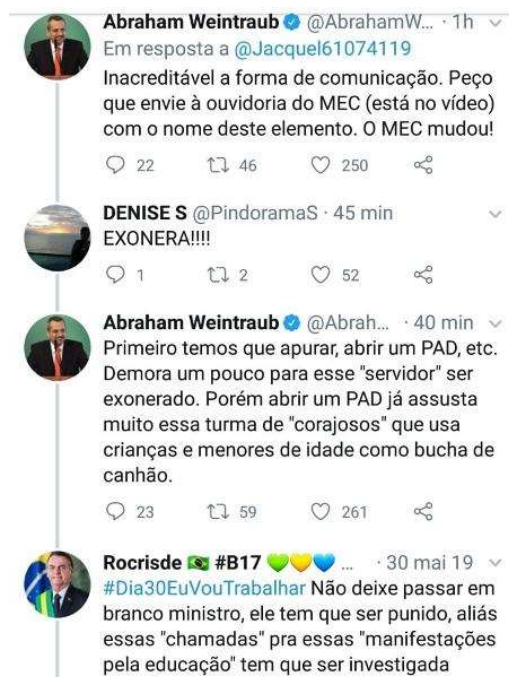 Abraham Weintraub @AbrahamW... · 1h
Em resposta a @Jacquel61074119
Inacreditável a forma de comunicação. Peço
que envie à ouvidoria do MEC (está no vídeo)
com o nome deste elemento. O MEC mudou!
22 46 250
DENISE S @PindoramaS · 45 min
EXONERA!!!!
1 2 52
Abraham Weintraub @Abrah... · 40 min
Primeiro temos que apurar, abrir um PAD, etc.
Demora um pouco para esse "servidor" ser
exonerado. Porém abrir um PAD já assusta
muito essa turma de "corajosos" que usa
crianças e menores de idade como bucha de
canhão.
23 59 261
Rocrisde 🇧🇷 #B17 💚💛💙 ... · 30 mai 19
#Dia30EuVouTrabalhar Não deixe passar em
branco ministro, ele tem que ser punido, aliás
essas "chamadas" pra essas "manifestações
pela educação" tem que ser investigada